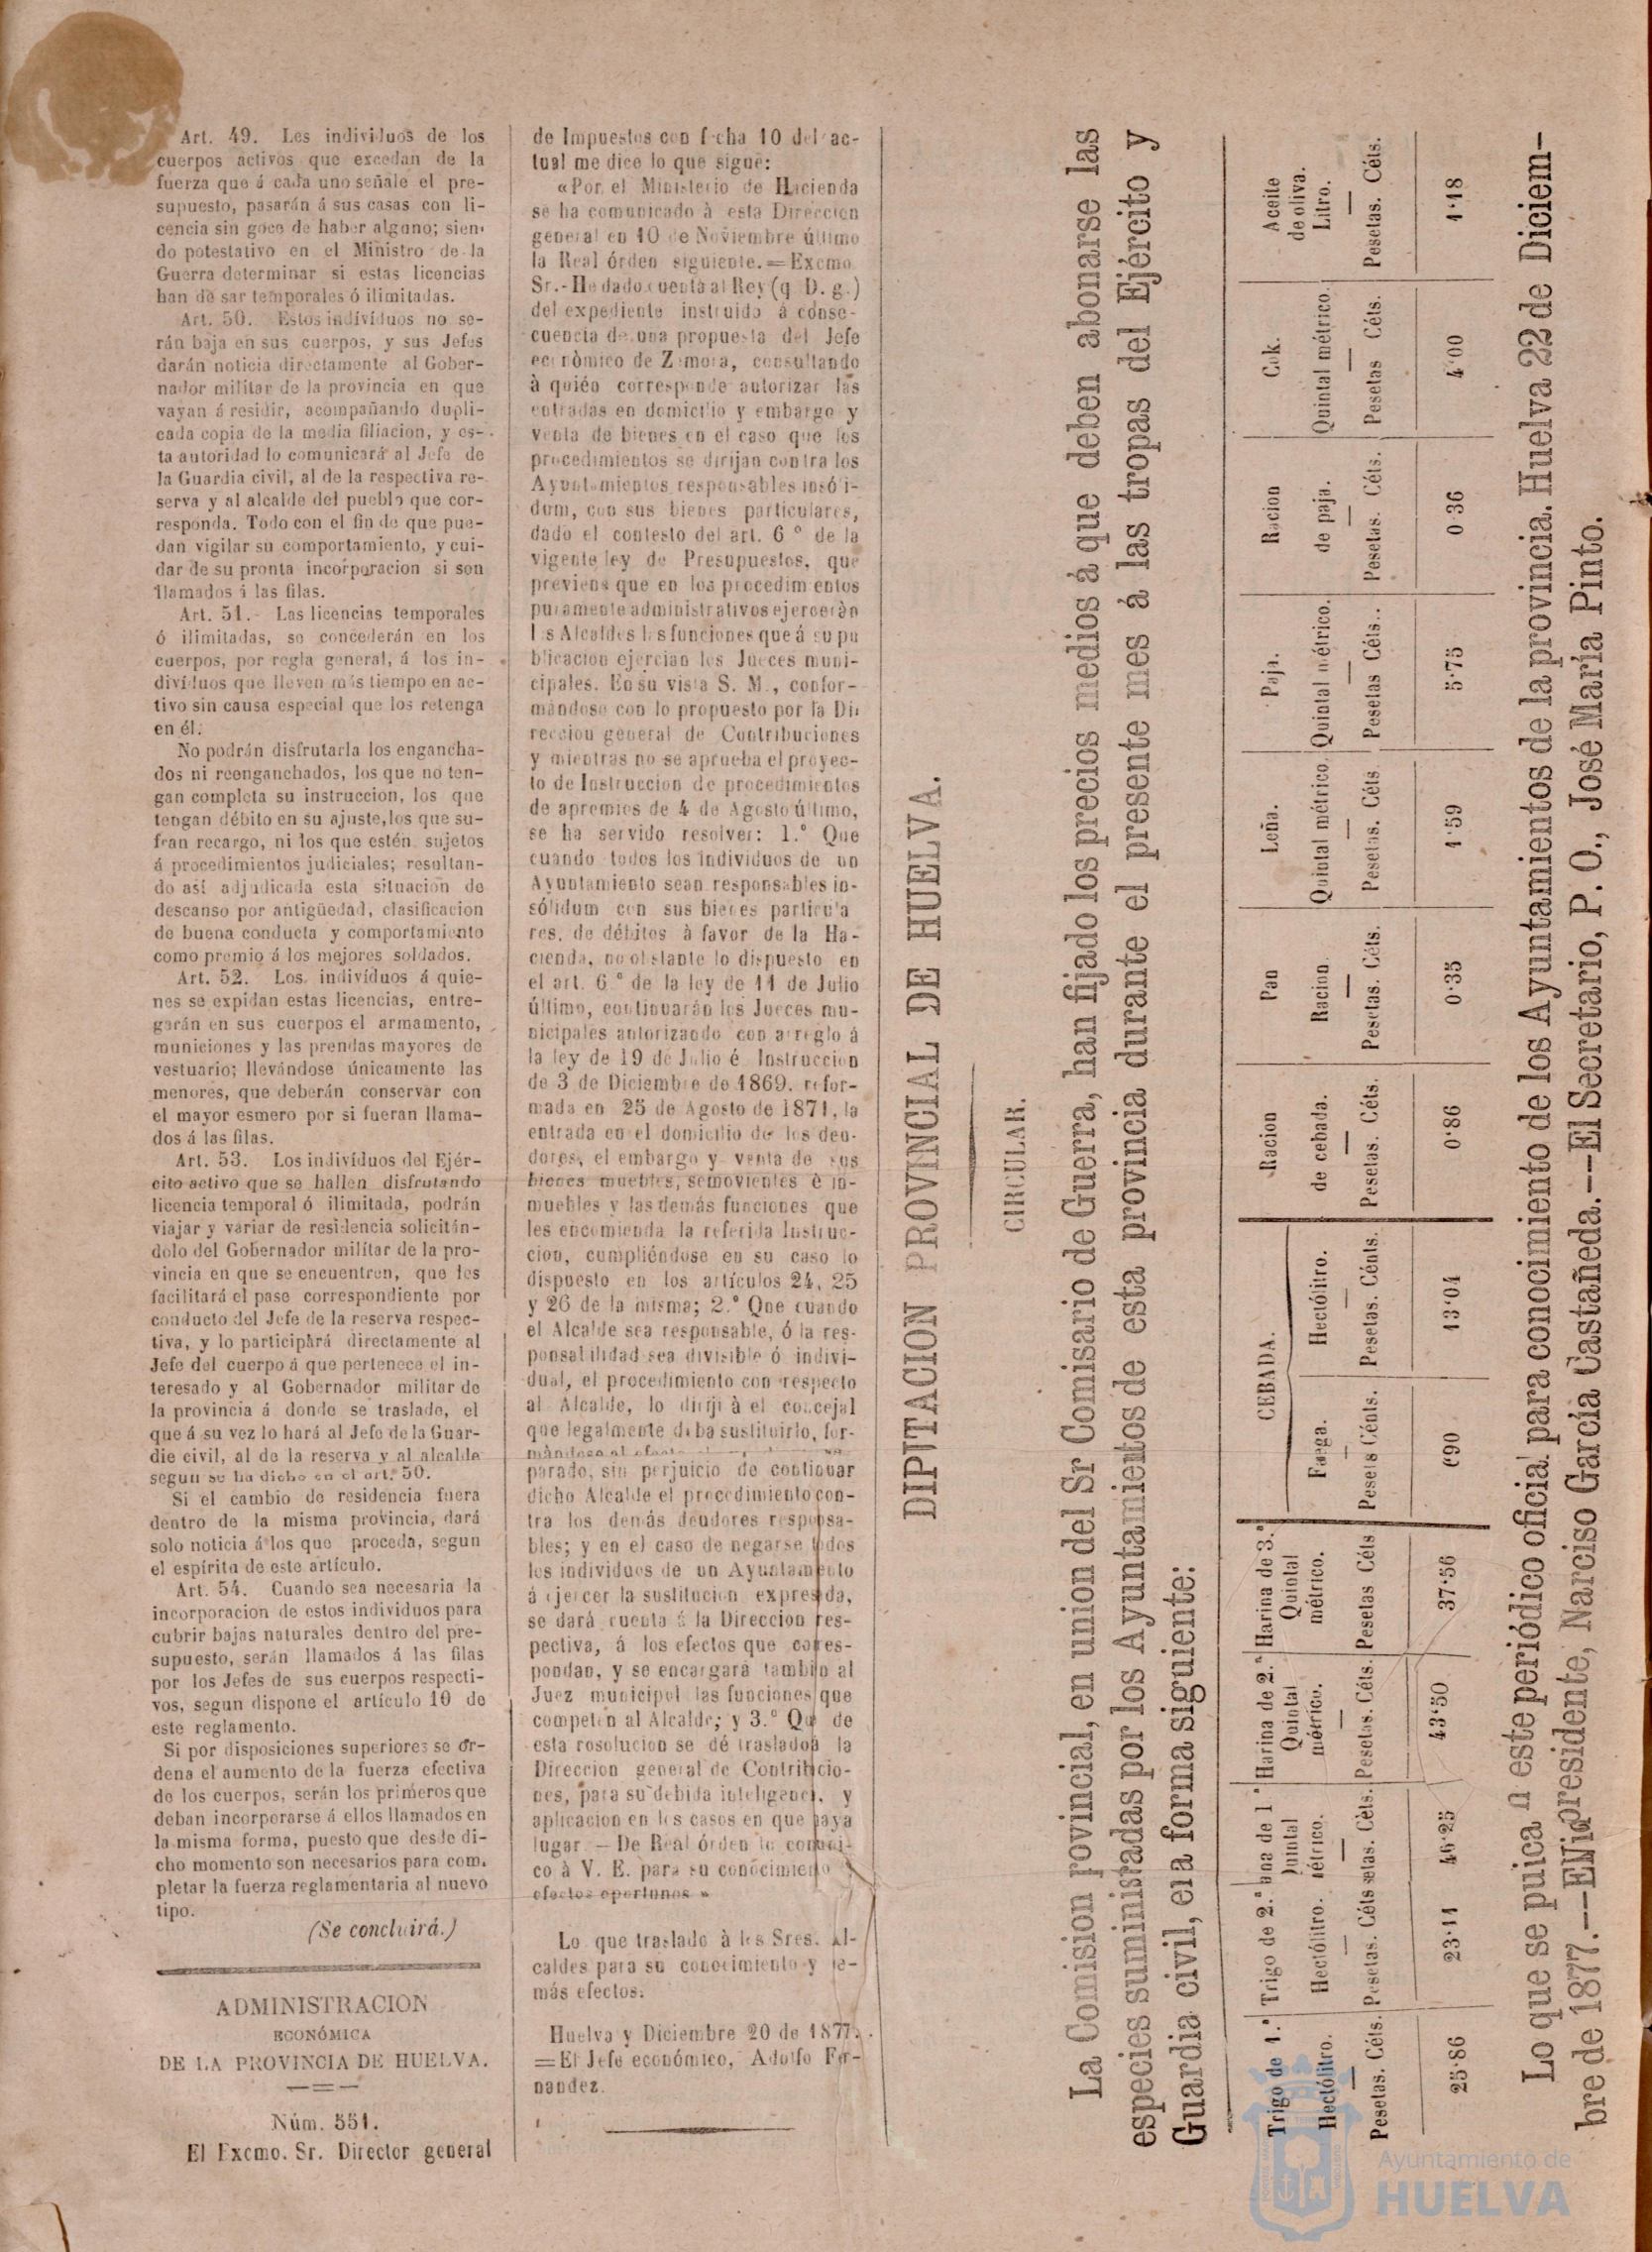 Art. 49. Los individuos de los
cuerpos activos que excedan de la
fuerza que á cada uno señale el pre-
supuesto, pasarán á sus casas con li-
cencia sin goce de haber alguno; sien-
do potestativo en el Ministro de la
Guerra determinar si estas licencias
han de sar temporales ó ilimitadas.
Art. 50. Estos indivíduos no se-
rán baja en sus cuerpos, y sus Jefes
darán noticia directamente al Gober-
nador militar de la provincia en que
vayan á residir, acompañando dupli-
cada copia de la media filiacion, y es-
ta autoridad lo comunicará al Jefe de
la Guardia civil, al de la respectiva re-
serva y al alcalde del pueblo que cor-
responda. Todo con el fin de que pue-
dan vigilar su comportamiento, y cui-
dar de su pronta incorporacion si son
llamados á las filas.
Art. 51. Las licencias temporales
ó ilimitadas, se concederán en los
cuerpos, por regla general, á los in-
divíduos que lleven más tiempo en ac-
tivo sin causa especial que los retenga
en él.
No podrán disfrutarla los engancha-
dos ni reenganchados, los que no ten-
gan completa su instruccion, los que
tengan débito en su ajuste, los que su-
fran recargo, ni los que estén sujetos
á procedimientos judiciales; resultan-
do así adjudicada esta situacion de
descanso por antigüedad, clasificacion
de buena conducta y comportamiento
como premio á los mejores soldados.
Art. 52. Los indivíduos á quie-
nes se expidan estas licencias, entre-
garán en sus cuerpos el armamento,
municiones y las prendas mayores de
vestuario; llevándose únicamente las
menores, que deberán conservar con
el mayor esmero por si fueran llama-
dos á las filas.
Art. 53. Los indivíduos del Ejér-
cito activo que se hallen disfrutando
licencia temporal ó ilimitada, podrán
viajar y variar de residencia solicitán-
dolo del Gobernador militar de la pro-
vincia en que se encuentren, que les
facilitará el pase correspondiente por
conducto del Jefe de la reserva respec-
tiva, y lo participará directamente al
Jefe del cuerpo á que pertenece el in-
teresado y al Gobernador militar de
la provincia á donde se traslade, el
que á su vez lo hará al Jefe de la Guar-
die civil, al de la reserva y al alcalde
segun se ha dicho en el art. 50.
Si el cambio de residencia fuera
dentro de la misma provincia, dará
solo noticia á los que proceda, segun
el espíritu de este artículo.
Art. 54. Cuando sea necesaria la
incorporacion de estos individuos para
cubrir bajas naturales dentro del pre-
supuesto, serán llamados á las filas
por los Jefes de sus cuerpos respecti-
vos, segun dispone el artículo 10 de
este reglamento.
Si por disposiciones superiores se or-
dena el aumento de la fuerza efectiva
de los cuerpos, serán los primeros que
deban incorporarse á ellos llamados en
la misma forma, puesto que desde di-
cho momento son necesarios para com-
pletar la fuerza reglamentaria al nuevo
tipo.
(Se concluirá.)
ADMINISTRACION
ECONÓMICA
DE LA PROVINCIA DE HUELVA.
Núm. 551.
El Excmo. Sr. Director general
de Impuestos con fecha 10 del ac-
tual me dice lo que sigue:
«Por el Ministerio de Hacienda
se ha comunicado à esta Direccion
general en 10 de Noviembre último
la Real órden siguiente.=Excmo
Sr.-He dado cuenta al Rey (q D. g.)
del expediente instruido á conse-
cuencia de una propuesta del Jefe
económico de Zamora, consultando
à quién corresponde autorizar las
entradas en domicilio y embargo y
venta de bienes en el caso que los
procedimientos se dirijan contra los
Ayuntamientos responsables insóli-
dum, con sus bienes particulares,
dado el contesto del art. 6.º de la
vigente ley de Presupuestos, que
previene que en los procedimientos
puramente administrativos ejerceràn
los Alcaldes las funciones que á su pu
blicacion ejercian los Jueces muni-
cipales. En su vista S. M., confor-
mándose con lo propuesto por la Di-
reccion general de Contribuciones
y mientras no se aprueba el proyec-
to de Instruccion de procedimientos
de apremios de 4 de Agosto último,
se ha servido resolver: 1.º Que
cuando todos los individuos de un
Ayuntamiento sean responsables in-
sólidum con sus bienes particula
res, de débitos à favor de la Ha-
cienda, no obstante lo dispuesto en
el art. 6.º de la ley de 11 de Julio
último, continuarán los Jueces mu-
nicipales autorizando con arreglo á
la ley de 19 de Julio é Instruccion
de 3 de Diciembre de 1869, refor-
mada en 25 de Agosto de 1871, la
entrada en el domicilio de los deu-
dores, el embargo y venta de sus
bienes muebles, semovientes è in-
muebles y las demás funciones que
les encomienda la referida Instruc-
cion, cumpliéndose en su caso lo
dispuesto en los artículos 24, 25
y 26 de la misma; 2.º Que cuando
el Alcalde sea responsable, ó la res-
ponsabilidad sea divisible ó indivi-
dual, el procedimiento con respecto
al Alcalde, lo dirijirà el concejal
que legalmente deba sustituirlo, for-
mándose al efecto
parado, sin perjuicio de continuar
dicho Alcalde el procedimiento con-
tra los demás deudores responsa-
bles; y en el caso de negarse todos
los individuos de un Ayuntamiento
á ejercer la sustitucion expresada,
se dará cuenta á la Direccion res-
pectiva, á los efectos que corres-
pondan, y se encargará tambien al
Juez municipal las funciones que
competen al Alcalde; y 3.º Que de
esta rosolucion se dé traslado á la
Direccion general de Contribucio-
nes, para su debida inteligencia, y
aplicacion en los casos en que haya
lugar.—De Real órden lo comuni-
co à V. E. para su conocimiento y
efectos oportunos »
Lo que traslado à los Sres. Al-
caldes para su conocimiento y de-
más efectos.
Huelva y Diciembre 20 de 1877.
=El Jefe económico, Adolfo Fer-
nandez.
DIPUTACION PROVINCIAL DE HUELVA.
CIRCULAR.
La Comision provincial, en union del Sr Comisario de Guerra, han fijado los precios medios á que deben abonarse las
especies suministradas por los Ayuntamientos de esta provincia durante el presente mes á las tropas del Ejército y
Guardia civil, en la forma siguiente:
Trigo de 1.ª Hectólitro. Pesetas. Céts. 25·86
Trigo de 2.ª Hectólitro. Pesetas. Céts 23·11
ina de 1 ª Quintal métrico. setas. Céts. 46·25
Harina de 2.ª Quintal métrico. Pesetas. Céts. 43·50
Harina de 3.ª Quintal métrico. Pesetas Céts 37·56
CEBADA.
Faega. Pesets Cénts. 690
Hectólitro. Pesetas. Cénts. 13·04
Racion de cebada. Pesetas. Céts. 0·86
Pan Racion. Pesetas. Céts. 0·35
Leña. Quintal métrico. Pesetas. Céts 1·59
Paja. Quintal métrico. Pesetas Céts.. 5·75
Racion de paja. Pesetas. Céts. 0·36
Cok. Quintal métrico. Pesetas Céts. 4·00
Aceite de oliva. Litro. Pesetas. Céts. 1·18
Lo que se puica n este periódico oficial para conocimiento de los Ayuntamientos de la provincia. Huelva 22 de Diciem-
bre de 1877.--El Vicepresidente, Narciso García Castañeda.--El Secretario, P. O., José María Pinto.
Ayuntamiento de
HUELVA